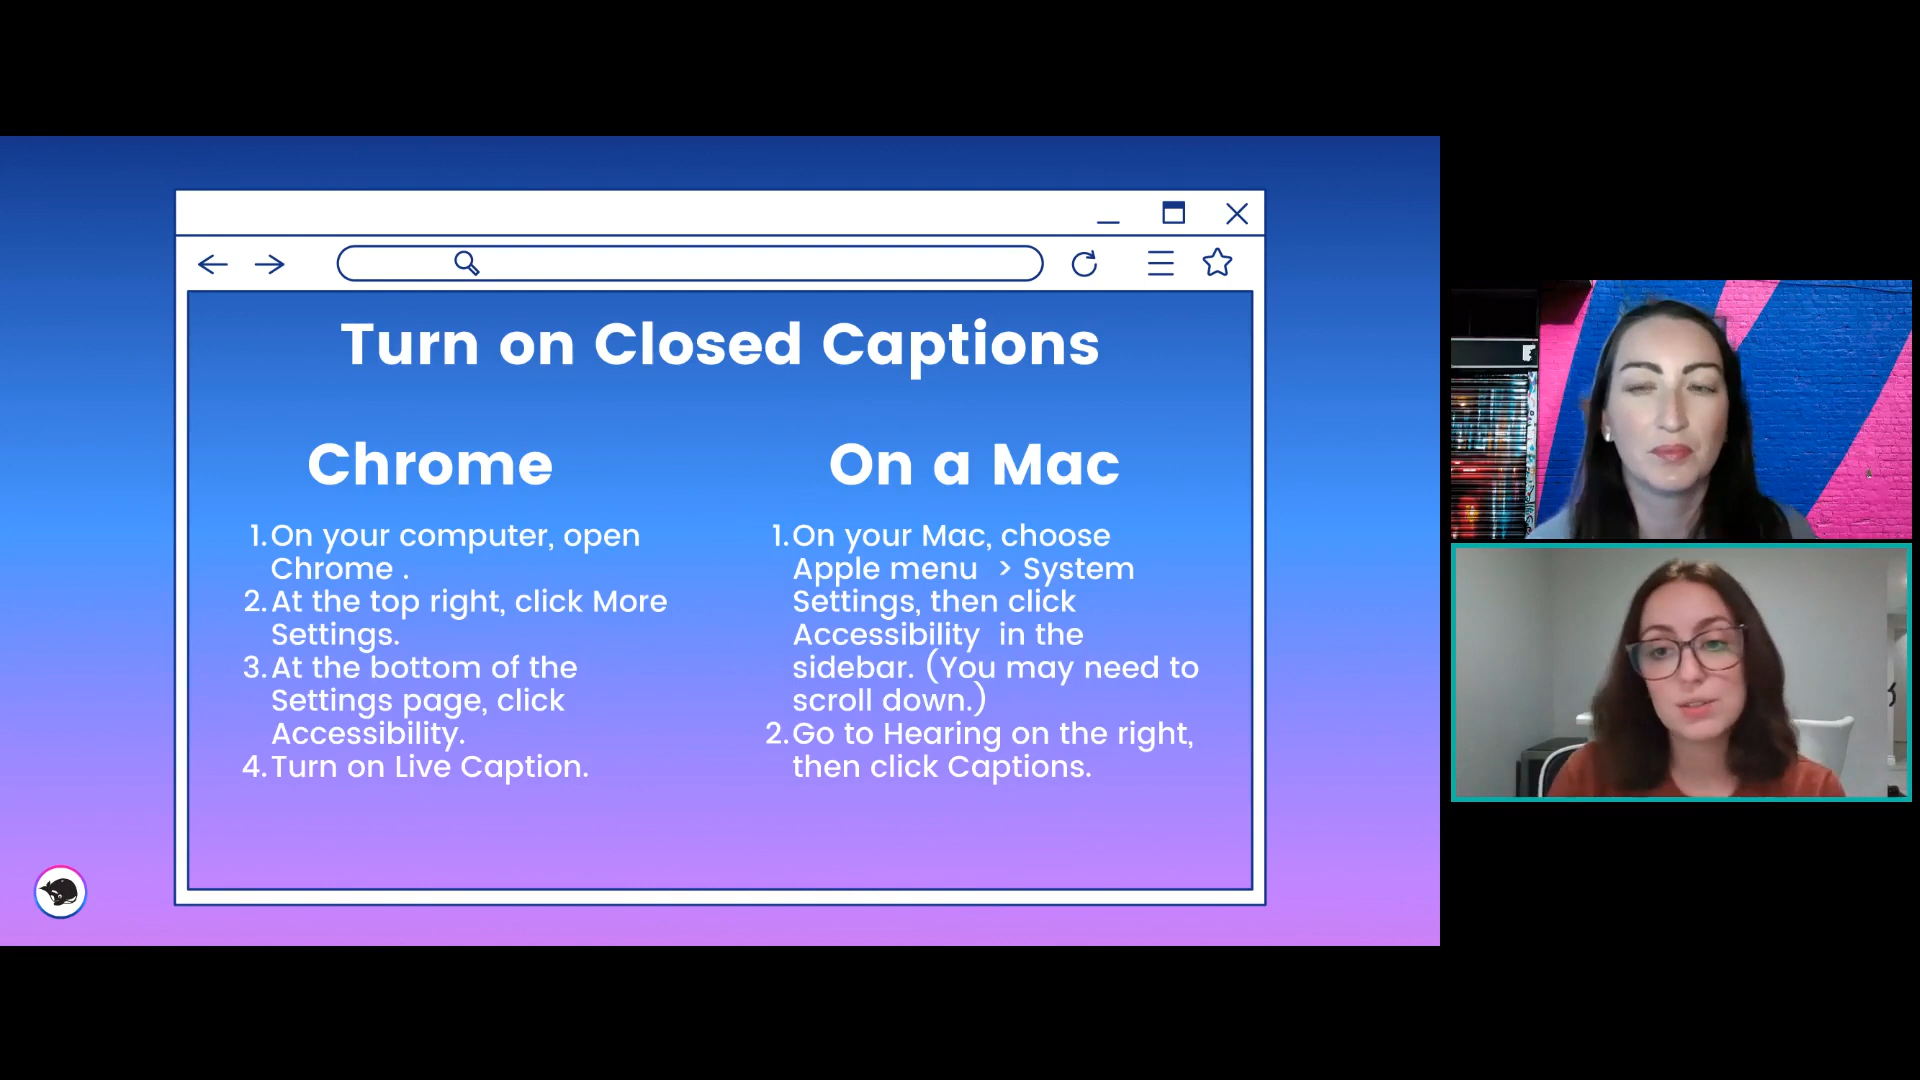 Turn on Closed Captions
Chrome
1.On your computer, open
Chrome .
2.At the top right, click More
Settings.
3.At the bottom of the
Settings page, click
Accessibility.
4.Turn on Live Caption.
On a Mac
1.On your Mac, choose
Apple menu  > System
Settings, then click
Accessibility  in the
sidebar. (You may need to
scroll down.)
2.Go to Hearing on the right,
then click Captions.